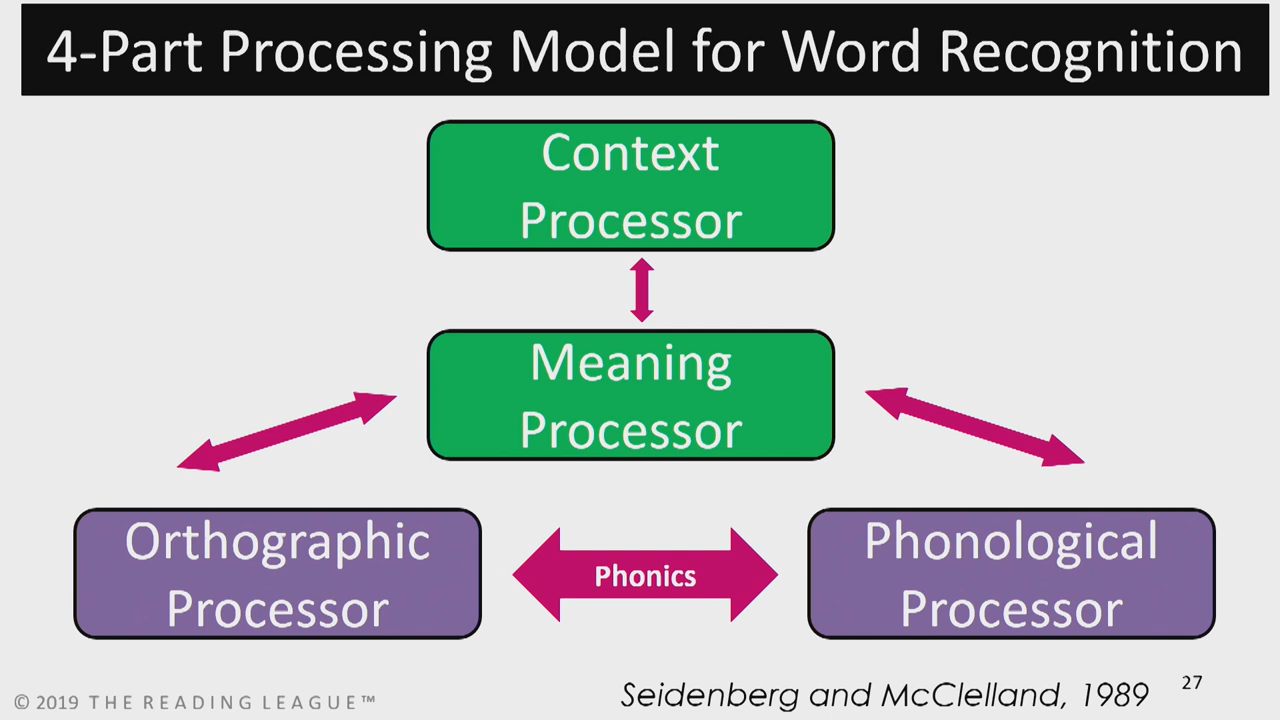 4-Part Processing Model for Word Recognition
Context
Processor
Meaning
Processor
Orthographic
Processor
Phonics
Phonological
Processor
© 2019 THE READING LEAGUE™
Seidenberg and McClelland, 1989
27